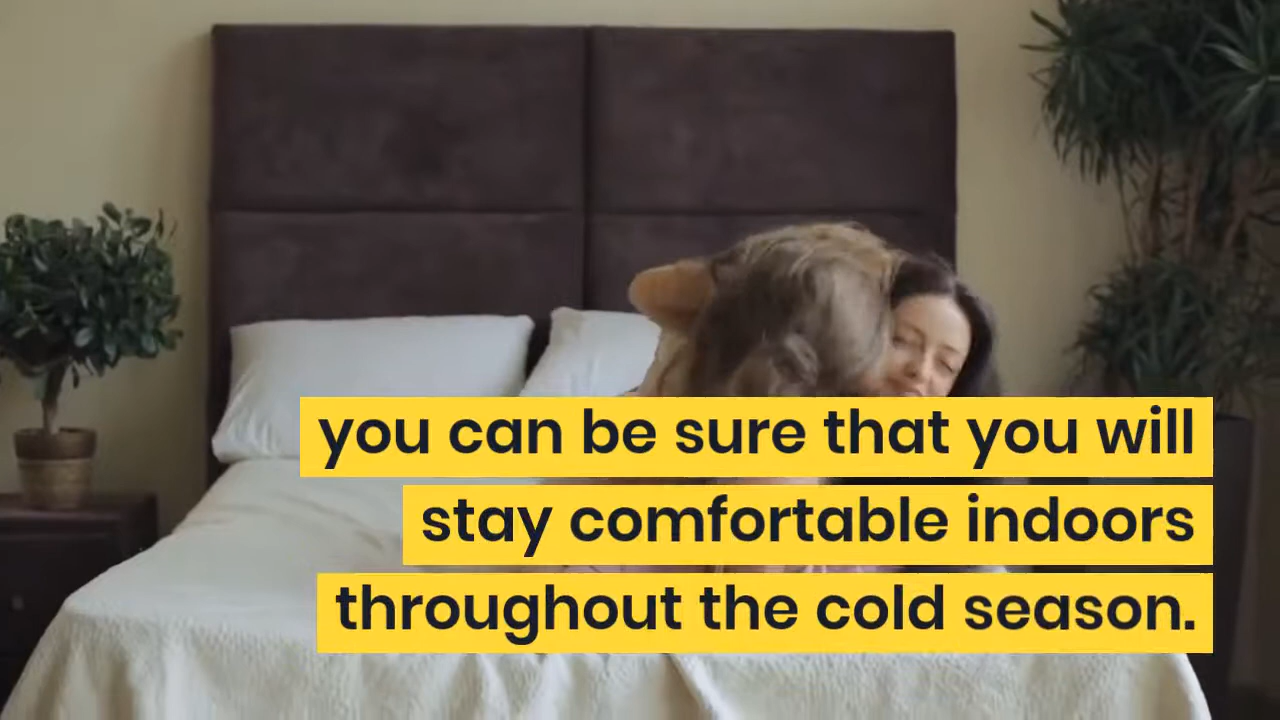 you can be sure that you will
stay comfortable indoors
throughout the cold season.